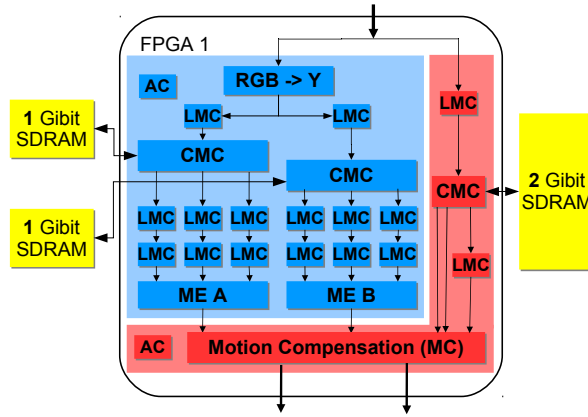 FPGA 1
AC
RGB -> Y
LMC
LMC
LMC
1 Gibit
SDRAM
CMC
CMC
CMC
2 Gibit
SDRAM
1 Gibit
SDRAM
LMC LMC LMC
LMC LMC LMC
LMC LMC LMC
LMC LMC LMC
LMC
ME A
ME B
AC
Motion Compensation (MC)